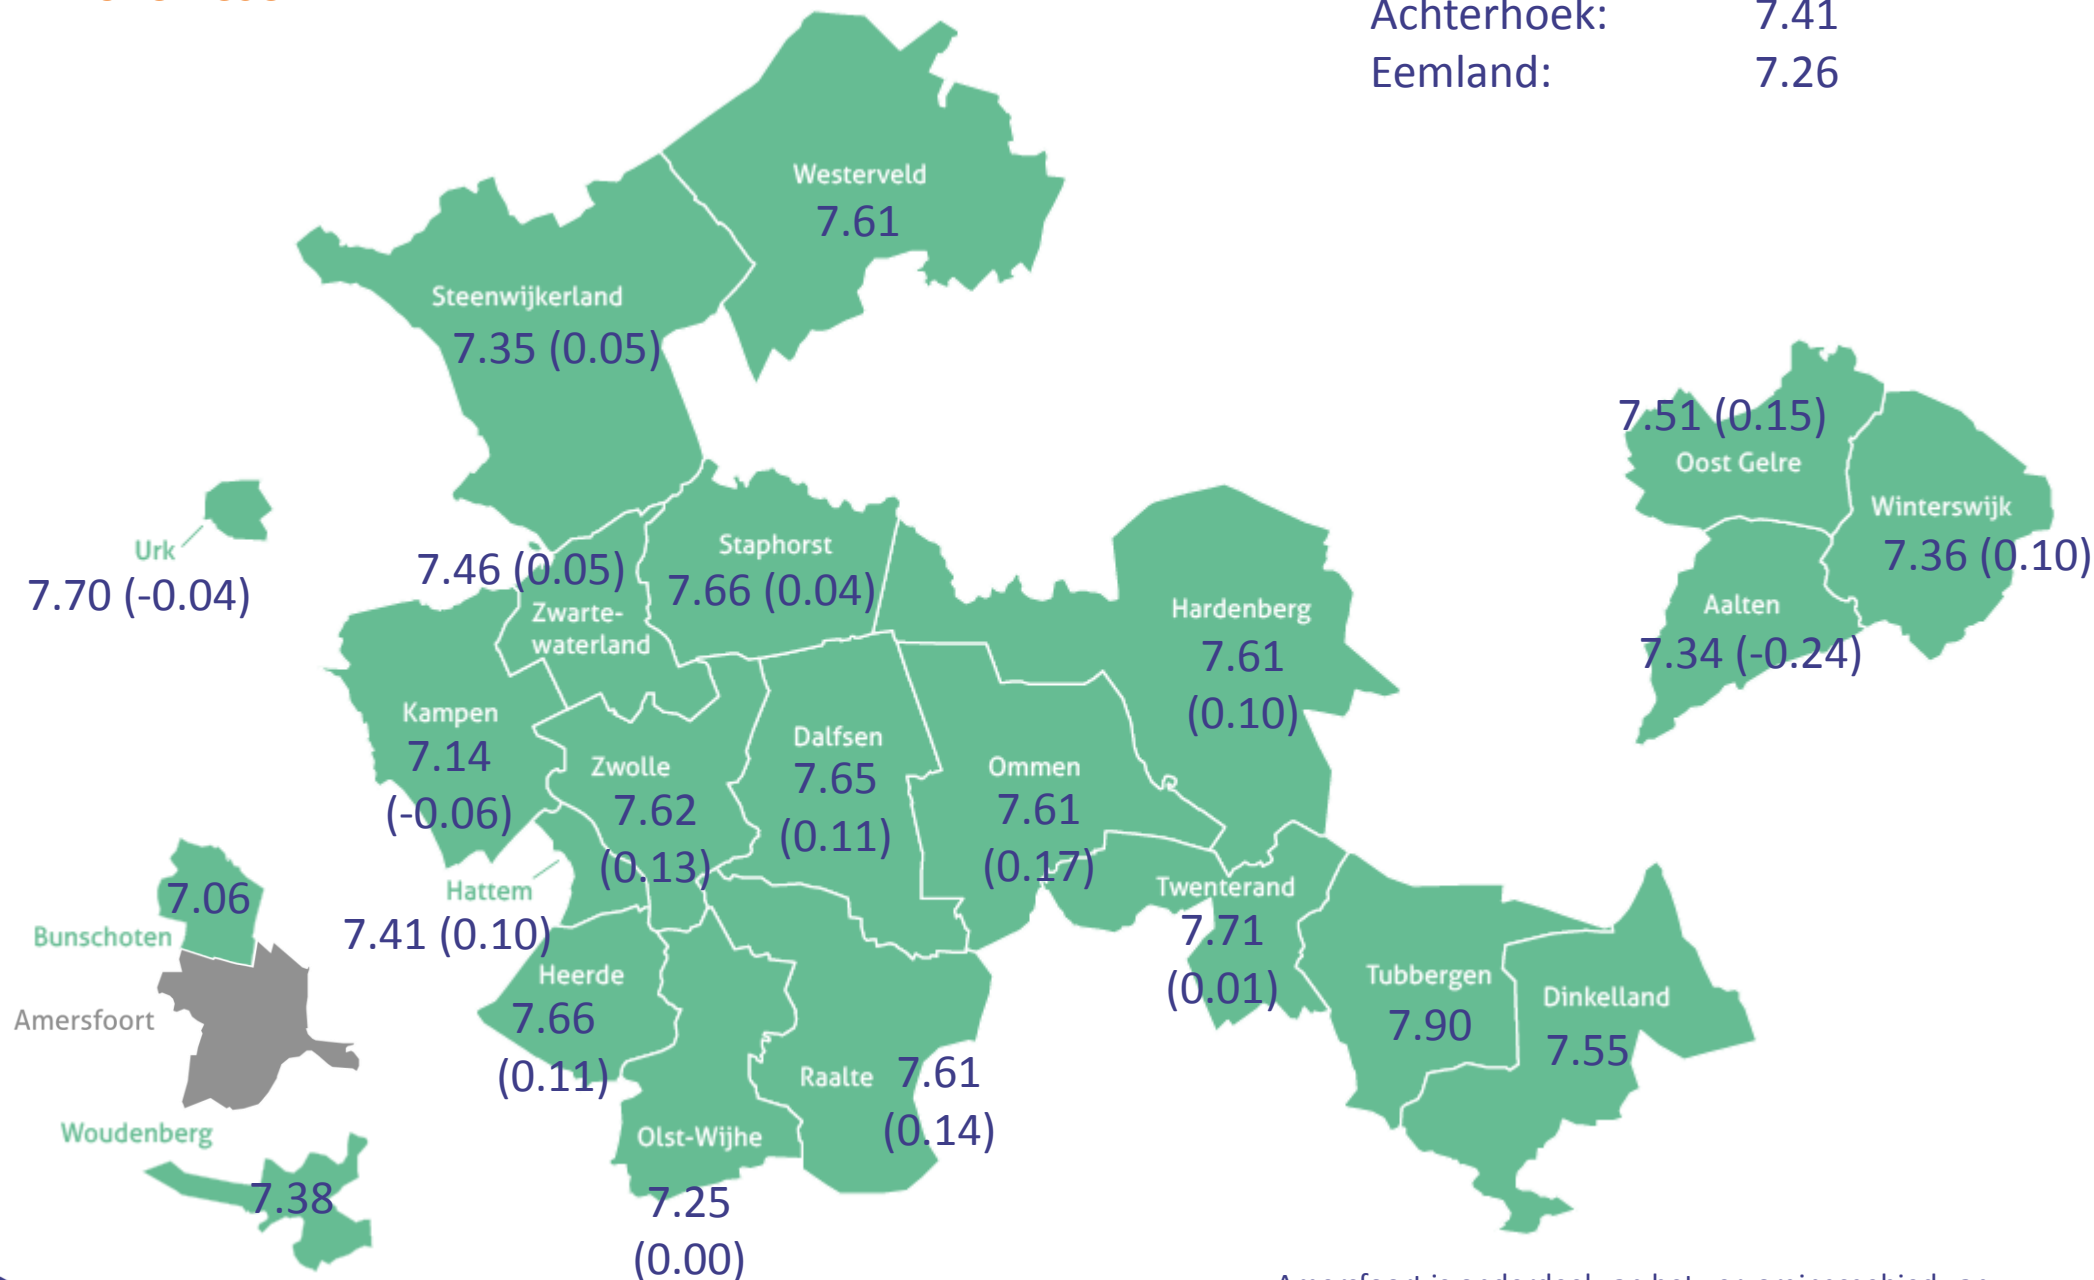 Achterhoek: 7.41
Eemland: 7.26
Westerveld
7.61
Steenwijkerland
7.35 (0.05)
7.51 (0.15)
Oost Gelre
Winterswijk
7.36 (0.10)
Aalten
7.34 (-0.24)
Urk
7.70 (-0.04)
7.46 (0.05)
Zwarte-
waterland
Staphorst
7.66 (0.04)
Hardenberg
7.61
(0.10)
Kampen
7.14
(-0.06)
Zwolle
7.62
(0.13)
Dalfsen
7.65
(0.11)
Ommen
7.61
(0.17)
Hattem
7.41 (0.10)
Twenterand
7.71
(0.01)
7.06
Bunschoten
Amersfoort
Heerde
7.66
(0.11)
Tubbergen
7.90
Dinkelland
7.55
Raalte 7.61
(0.14)
Woudenberg
7.38
Olst-Wijhe
7.25
(0.00)